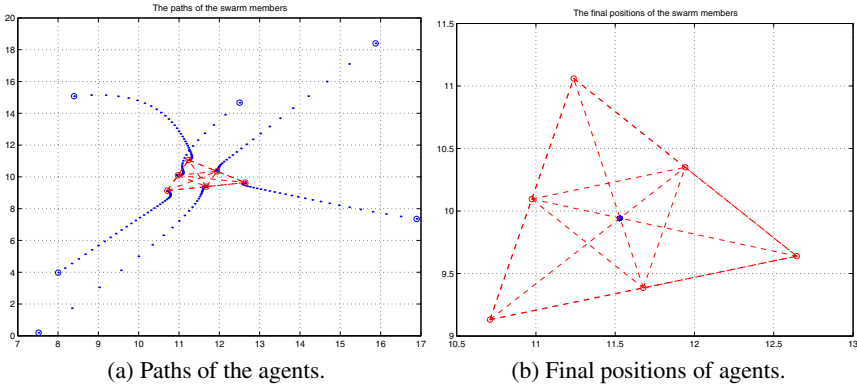 The paths of the swarm members
20
18
16
14
12
10
8
6
4
2
0
7 8 9 10 11 12 13 14 15 16 17
(a) Paths of the agents.
The final positions of the swarm members
11.5
11
10.5
10
9.5
9
10.5 11 11.5 12 12.5 13
(b) Final positions of agents.